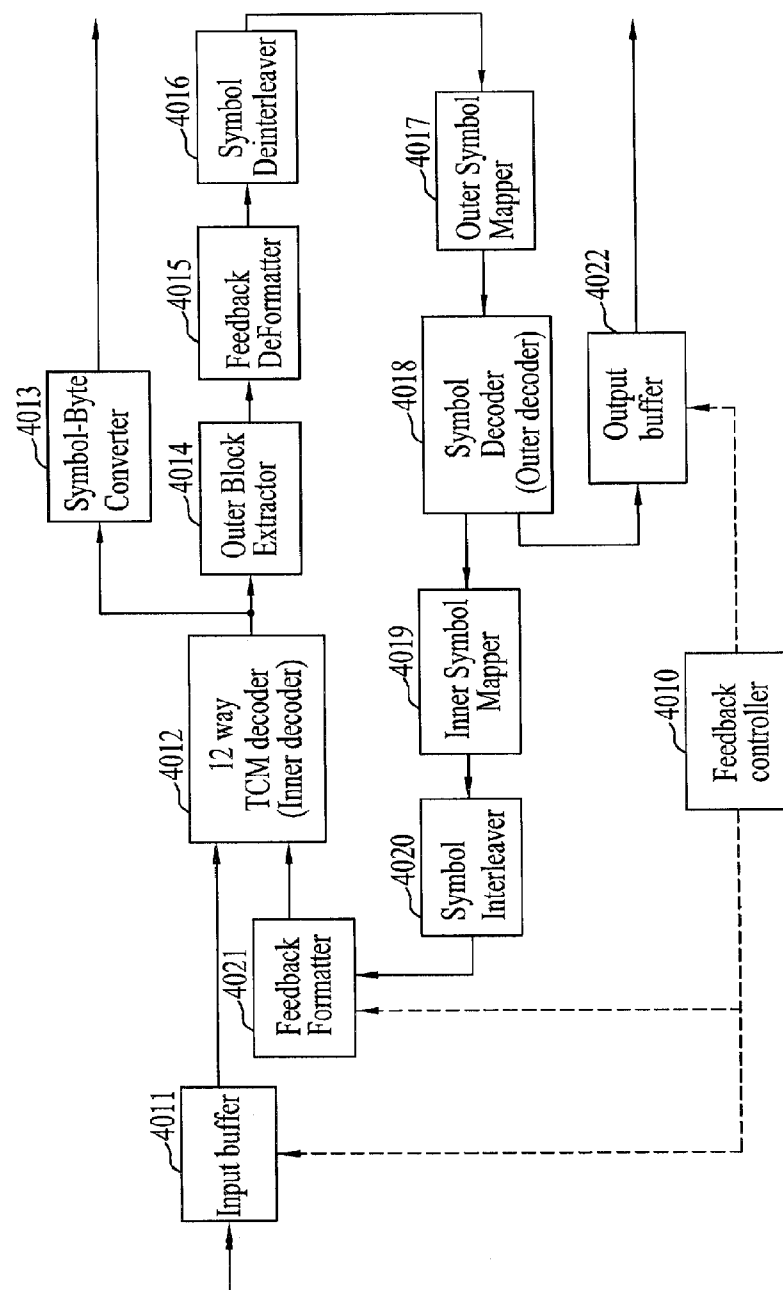 4011
Input buffer
4012
12 way
TCM decoder
(Inner decoder)
4013
Symbol-Byte
Converter
4014
Outer Block
Extractor
4015
Feedback
DeFormatter
4016
Symbol
Deinterleaver
4017
Outer Symbol
Mapper
4018
Symbol
Decoder
(Outer decoder)
4019
Inner Symbol
Mapper
4020
Symbol
Interleaver
4021
Feedback
Formatter
4022
Output
buffer
4010
Feedback
controller